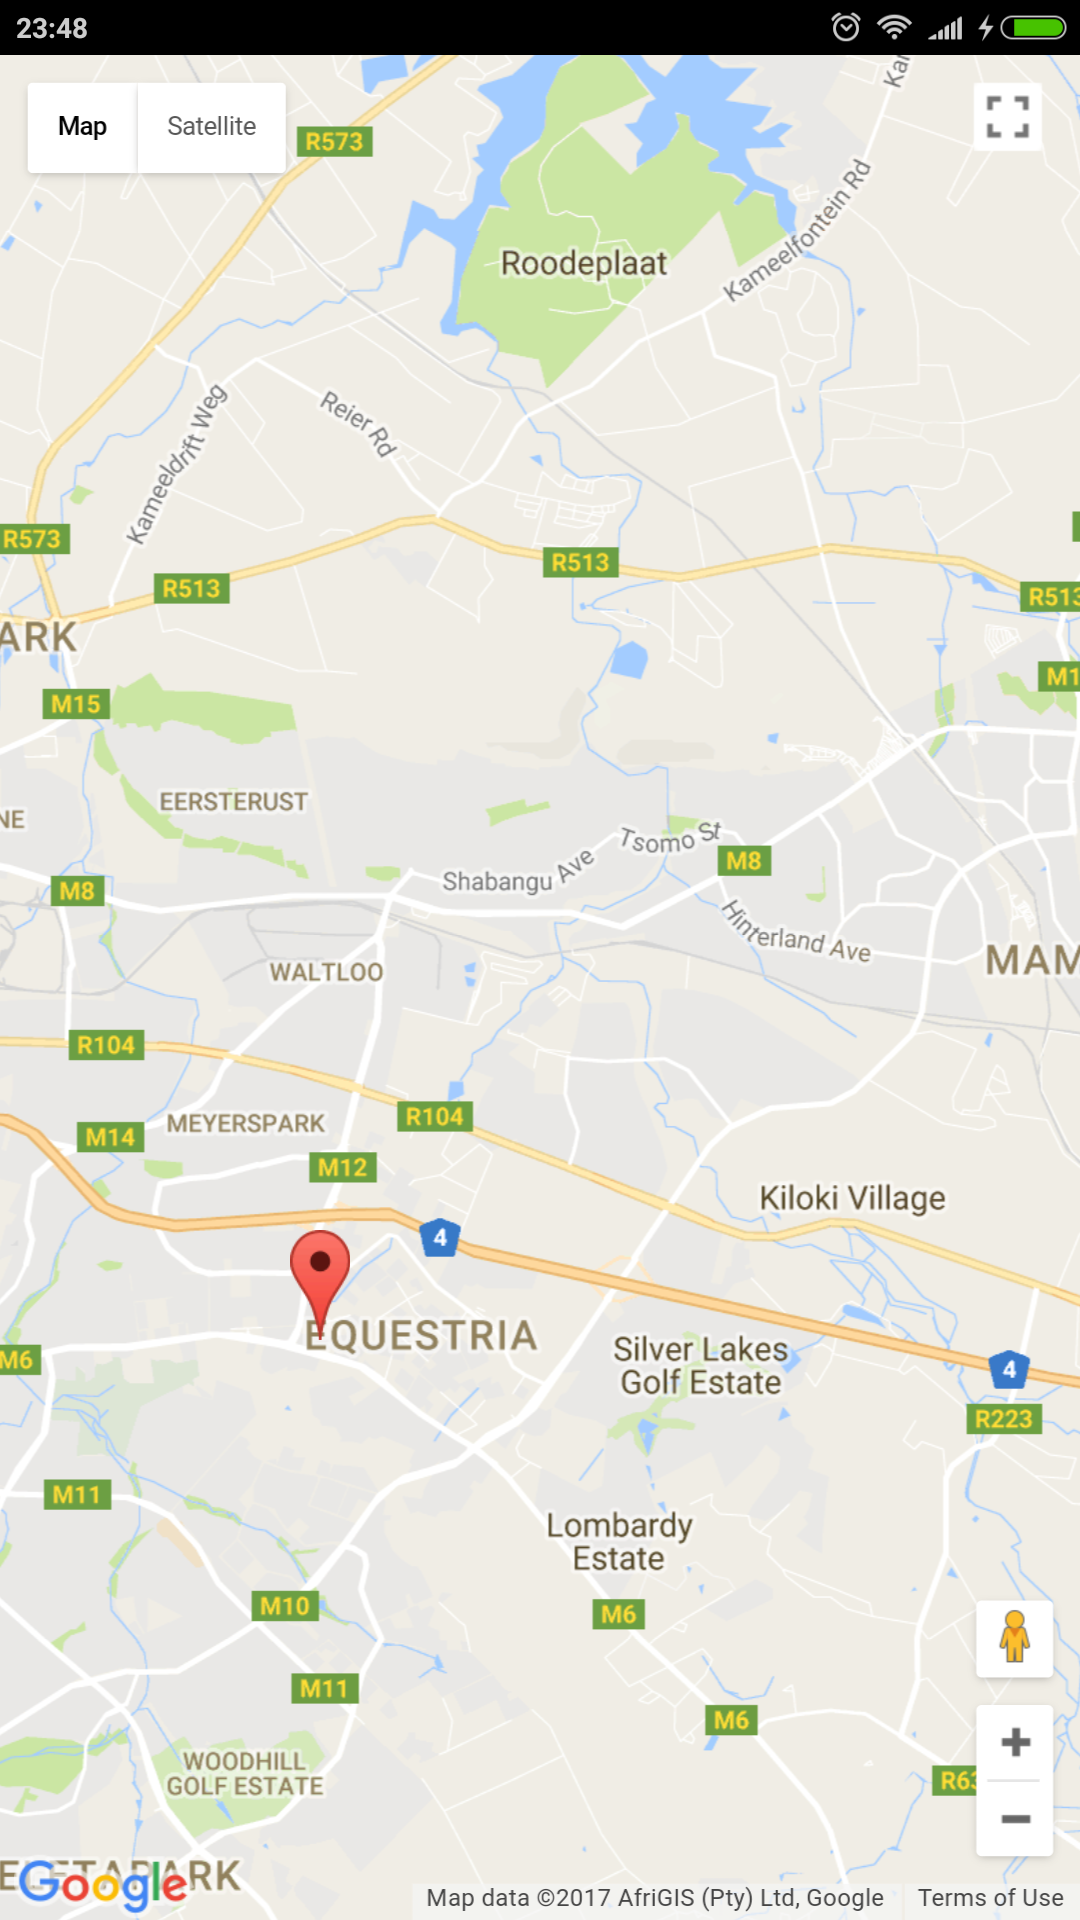 23:48
Map
Satellite
R573
Kar
Roodeplaat
Kameelfontein Rd
Reier Rd
Kameeldrift Weg
R573
R513
R513
R513
ARK
M15
M1
EERSTERUST
NE
Tsomo St
Shabangu Ave
M8
M8
Hinterland Ave
WALTLOO
MAM
R104
R104
MEYERSPARK
M14
M12
Kiloki Village
4
EQUESTRIA
Silver Lakes
Golf Estate
M6
4
R223
M11
Lombardy
Estate
M10
M6
M11
M6
WOODHILL
GOLF ESTATE
R63
ELETAPARK
Google
Map data ©2017 AfriGIS (Pty) Ltd, Google
Terms of Use